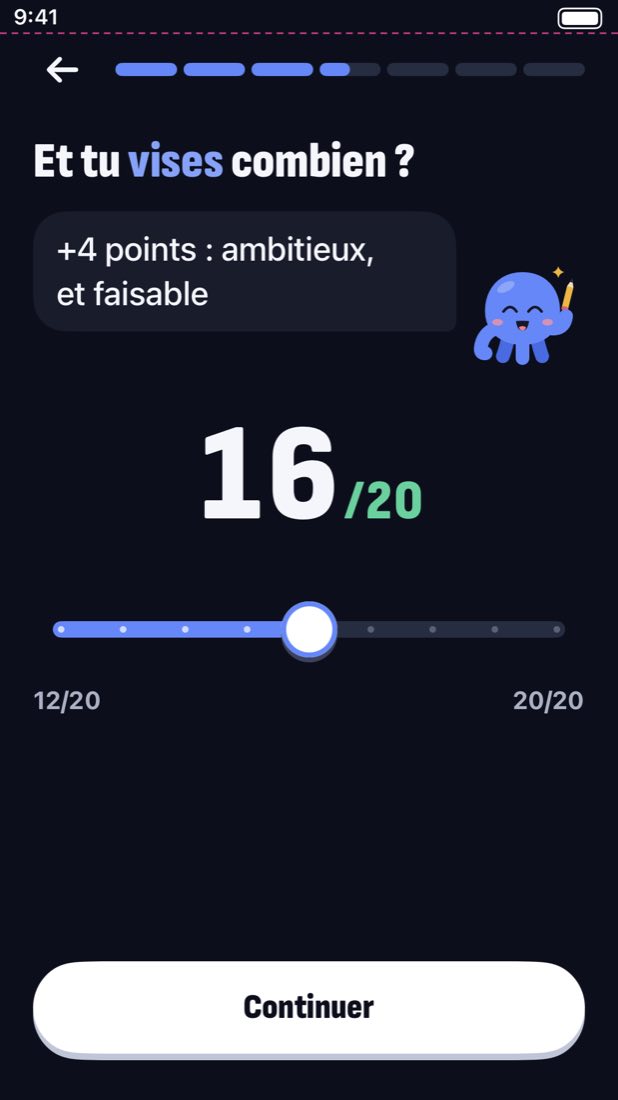 9:41
Et tu vises combien ?
+4 points : ambitieux,
et faisable
16/20
12/20
20/20
Continuer